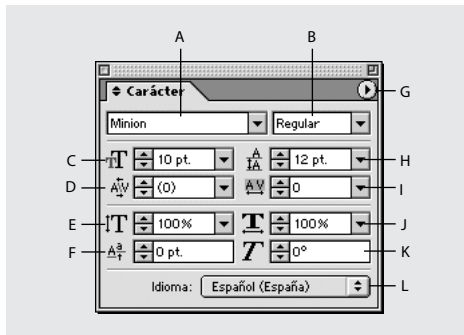 A B
Carácter
G
Minion Regular
C 10 pt. 12 pt. H
D (0) 0 I
E 100% 100% J
F 0 pt. 0° K
Idioma: Español (España) L